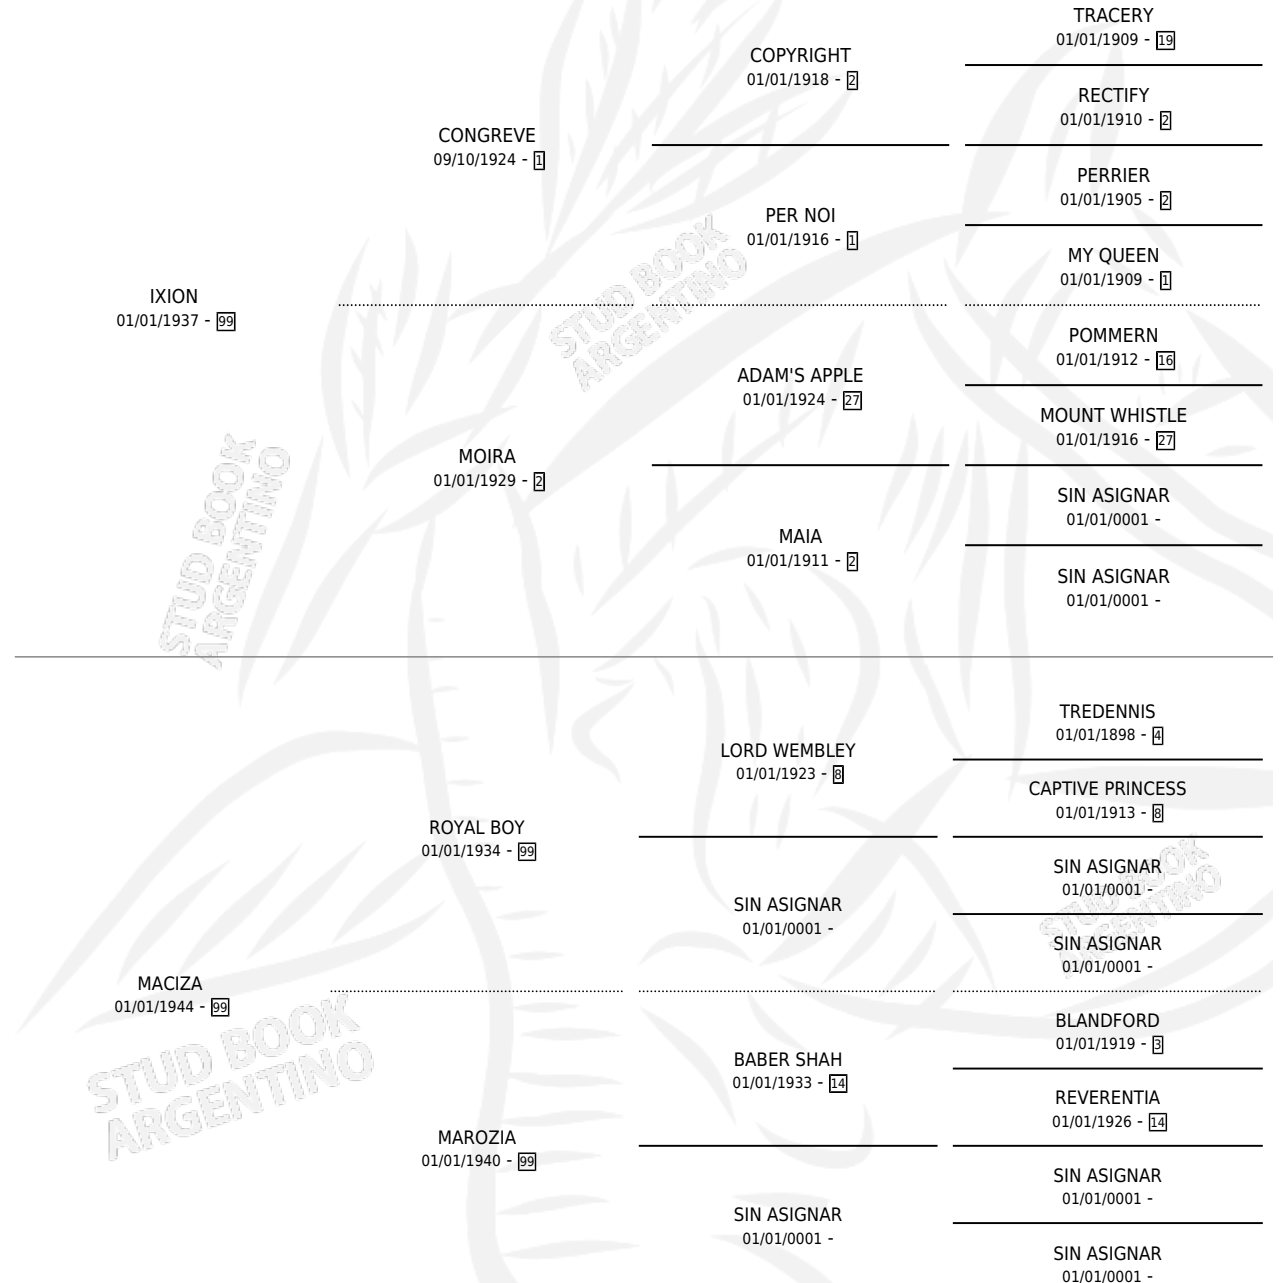 TRACERY
01/01/1909 - 19
COPYRIGHT
01/01/1918 - 2
RECTIFY
01/01/1910 - 2
CONGREVE
09/10/1924 - 1
PERRIER
01/01/1905 - 2
PER NOI
01/01/1916 - 1
MY QUEEN
01/01/1909 - 1
IXION
01/01/1937 - 99
STUD BOOK
ARGENTINO
POMMERN
01/01/1912 - 16
ADAM'S APPLE
01/01/1924 - 27
MOUNT WHISTLE
01/01/1916 - 27
MOIRA
01/01/1929 - 2
SIN ASIGNAR
01/01/0001 -
MAIA
01/01/1911 - 2
SIN ASIGNAR
01/01/0001 -
STUD BOOK
ARGENTINO
TREDENNIS
01/01/1898 - 4
LORD WEMBLEY
01/01/1923 - 8
CAPTIVE PRINCESS
01/01/1913 - 8
ROYAL BOY
01/01/1934 - 99
SIN ASIGNAR
01/01/0001 -
SIN ASIGNAR
01/01/0001 -
STUD BOOK
ARGENTINO
SIN ASIGNAR
01/01/0001 -
MACIZA
01/01/1944 - 99
BLANDFORD
01/01/1919 - 3
STUD BOOK
ARGENTINO
BABER SHAH
01/01/1933 - 14
REVERENTIA
01/01/1926 - 14
MAROZIA
01/01/1940 - 99
SIN ASIGNAR
01/01/0001 -
SIN ASIGNAR
01/01/0001 -
SIN ASIGNAR
01/01/0001 -